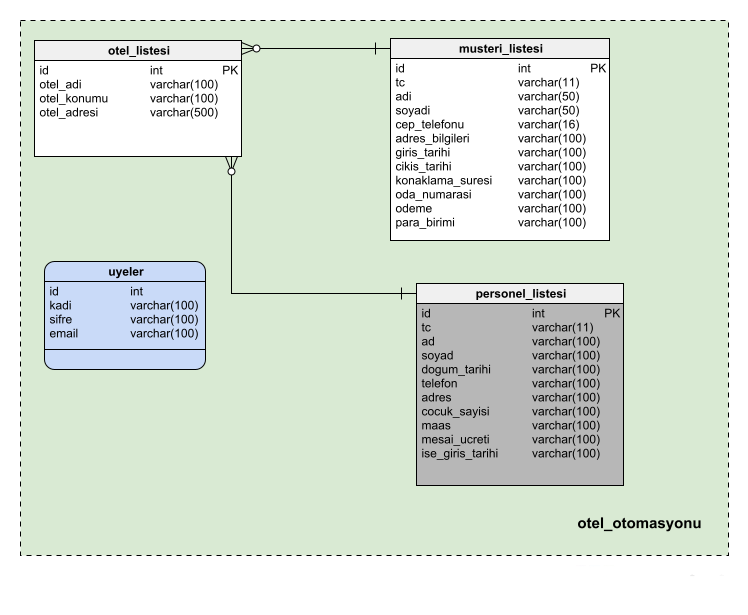 otel_listesi
id int PK
otel_adi varchar(100)
otel_konumu varchar(100)
otel_adresi varchar(500)
musteri_listesi
id int PK
tc varchar(11)
adi varchar(50)
soyadi varchar(50)
cep_telefonu varchar(16)
adres_bilgileri varchar(100)
giris_tarihi varchar(100)
cikis_tarihi varchar(100)
konaklama_suresi varchar(100)
oda_numarasi varchar(100)
odeme varchar(100)
para_birimi varchar(100)
uyeler
id int
kadi varchar(100)
sifre varchar(100)
email varchar(100)
personel_listesi
id int PK
tc varchar(11)
ad varchar(100)
soyad varchar(100)
dogum_tarihi varchar(100)
telefon varchar(100)
adres varchar(100)
cocuk_sayisi varchar(100)
maas varchar(100)
mesai_ucreti varchar(100)
ise_giris_tarihi varchar(100)
otel_otomasyonu